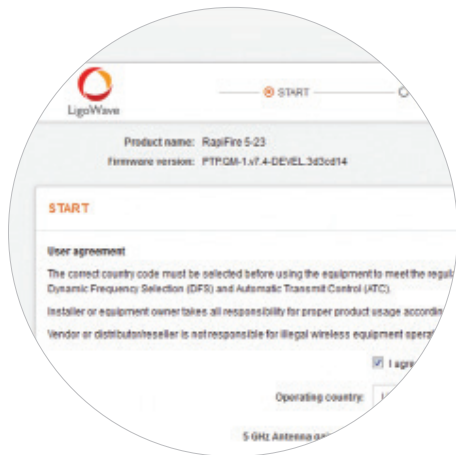 START
LigoWave
Product name: RapiFire 5-23
Firmware version: PTP.QM-1.v7.4-DEVEL.3d3cd14
START
User agreement
The correct country code must be selected before using the equipment to meet the
Dynamic Frequency Selection (DFS) and Automatic Transmit Control (ATC).
Installer or equipment owner takes all responsibility for proper product usage
Vendor or distributor/reseller is not responsible for illegal wireless equipment
I
Operating country:
5 GHz Antenna